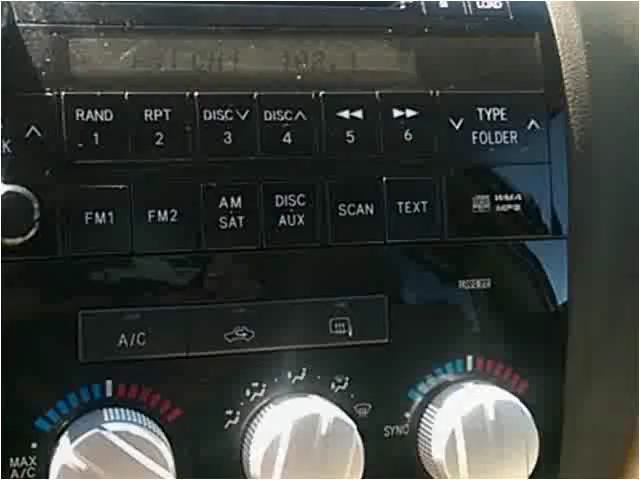 LOAD
RAND RPT DISC DISC TYPE
1 2 3 4 5 6 FOLDER
FM1 FM2 AM SAT DISC AUX SCAN TEXT
WMA
MP3
A/C
SYNC
MAX
A/C